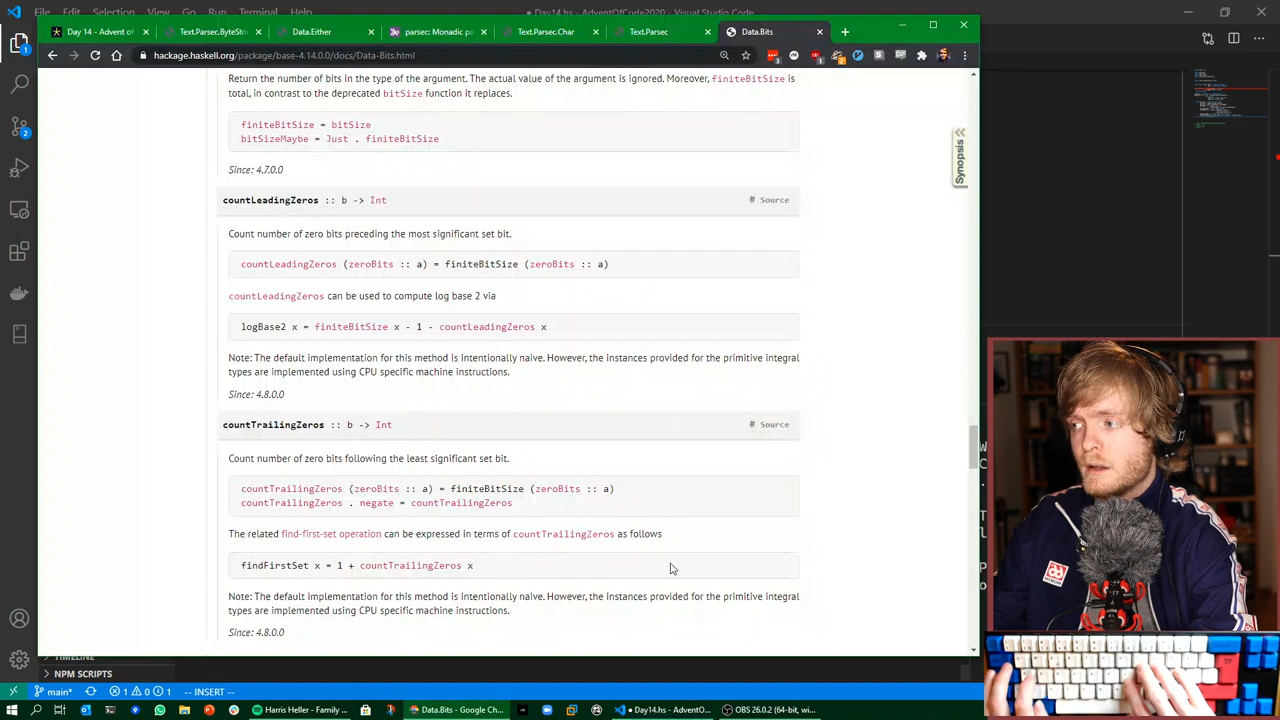 File
Edit
Run
Terminal
Help
Day14.hs - AdventOfCode2020 - Visual Studio Code
Day 14 - Advent of
Text.Parsec.ByteStre
Data.Either
parsec: Monadic pa
Text.Parsec.Char
Text.Parsec
Data.Bits
hackage.haskell.org/package/base-4.14.0.0/docs/Data-Bits.html
Return the number of bits in the type of the argument. The actual value of the argument is ignored. Moreover, finiteBitSize is
total, in contrast to the deprecated bitSize function it replaces.
finiteBitSize = bitSize
bitSizeMaybe = Just . finiteBitSize
Since: 4.7.0.0
Synopsis
countLeadingZeros :: b -> Int
# Source
Count number of zero bits preceding the most significant set bit.
countLeadingZeros (zeroBits :: a) = finiteBitSize (zeroBits :: a)
countLeadingZeros can be used to compute log base 2 via
logBase2 x = finiteBitSize x - 1 - countLeadingZeros x
Note: The default implementation for this method is intentionally naive. However, the instances provided for the primitive integral
types are implemented using CPU specific machine instructions.
Since: 4.8.0.0
countTrailingZeros :: b -> Int
# Source
Count number of zero bits following the least significant set bit.
countTrailingZeros (zeroBits :: a) = finiteBitSize (zeroBits :: a)
countTrailingZeros . negate = countTrailingZeros
The related find-first-set operation can be expressed in terms of countTrailingZeros as follows
findFirstSet x = 1 + countTrailingZeros x
Note: The default implementation for this method is intentionally naive. However, the instances provided for the primitive integral
types are implemented using CPU specific machine instructions.
Since: 4.8.0.0
TIMELINE
NPM SCRIPTS
main*
1 0 1
-- INSERT --
Harris Heller - Family ...
Data.Bits - Google Ch...
Day14.hs - AdventO...
OBS 26.0.2 (64-bit, w...